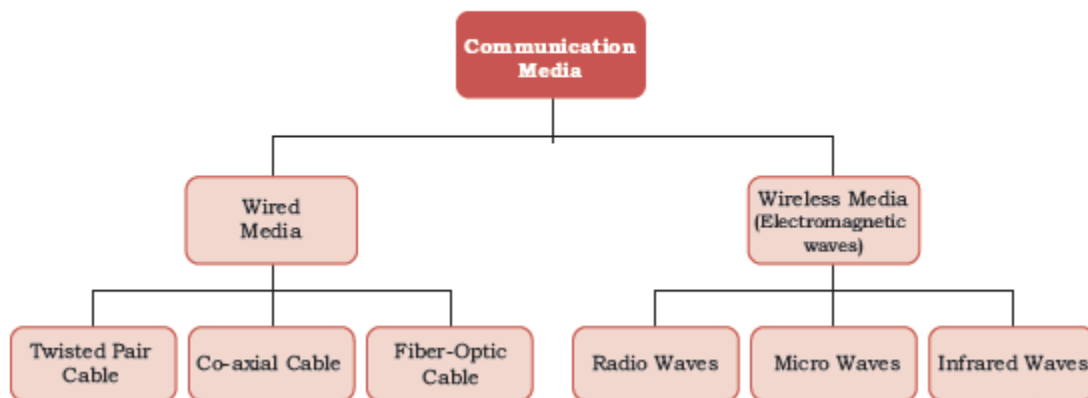 Communication
Media
Wired
Media
Wireless Media
(Electromagnetic
waves)
Twisted Pair
Cable
Co-axial Cable
Fiber-Optic
Cable
Radio Waves
Micro Waves
Infrared Waves